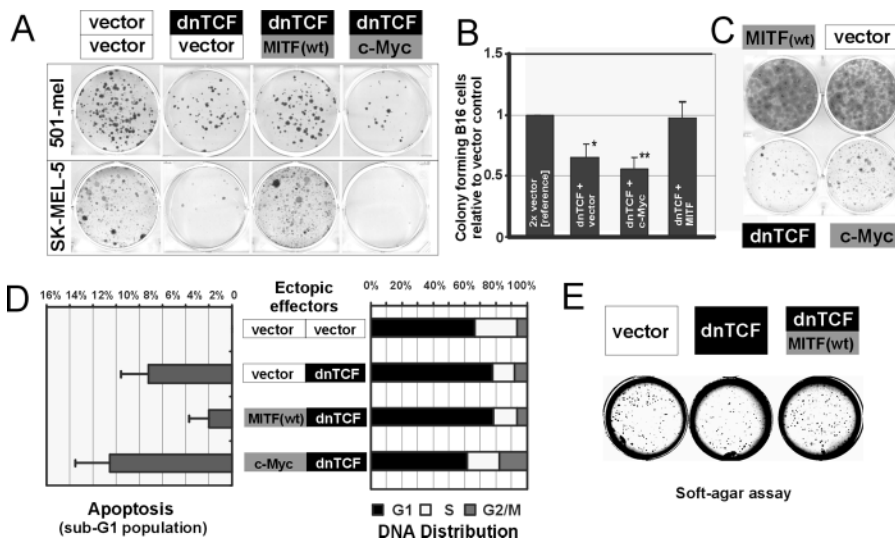 A
vector
vector
dnTCF
vector
dnTCF
MITF(wt)
dnTCF
c-Myc
501-mel
SK-MEL-5
B
Colony forming B16 cells
relative to vector control
1.5
1
0.5
0
*
**
2x vector
[reference]
dnTCF +
vector
dnTCF +
c-Myc
dnTCF +
MITF
C
MITF(wt)
vector
dnTCF
c-Myc
D
16% 14% 12% 10% 8% 6% 4% 2% 0
Apoptosis
(sub-G1 population)
Ectopic
effectors
vector vector
vector dnTCF
MITF(wt) dnTCF
c-Myc dnTCF
0% 20% 40% 60% 80% 100%
G1 S G2/M
DNA Distribution
E
vector
dnTCF
dnTCF
MITF(wt)
Soft-agar assay